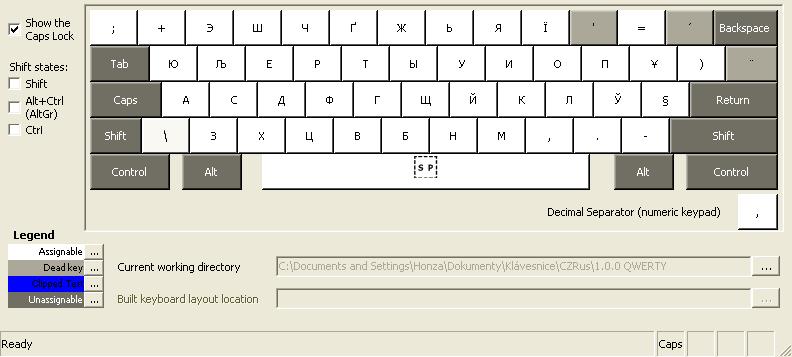 Show the
Caps Lock
Shift states:
Shift
Alt+Ctrl
(AltGr)
Ctrl
; + Э Ш Ч Ґ Ж Ь Я Ї ' = ´ Backspace
Tab Ю Љ Е Р Т Ы У И О П Ұ ) ¨
Caps А С Д Ф Г Щ Й К Л Ў § Return
Shift \ З Х Ц В Б Н М , . - Shift
Control Alt SP Alt Control
Decimal Separator (numeric keypad) ,
Legend
Assignable ...
Dead key ...
Clipped Text ...
Unassignable ...
Current working directory C:\Documents and Settings\Honza\Dokumenty\Klávesnice\CZRus\1.0.0 QWERTY ...
Built keyboard layout location ...
Ready Caps